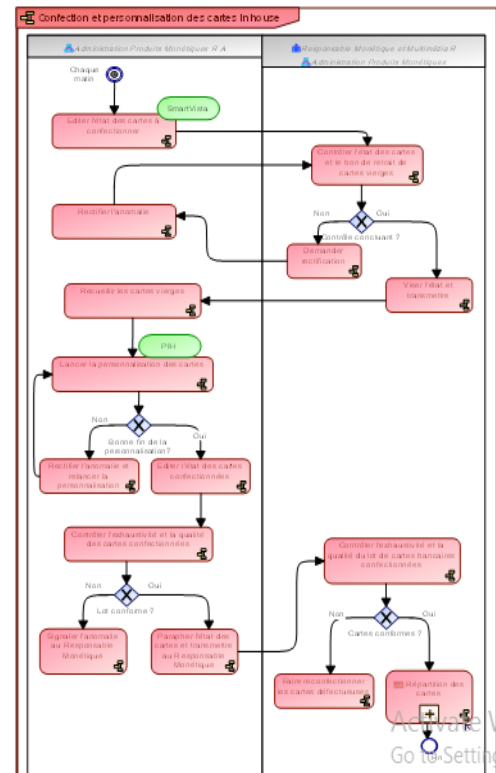 Confection et personnalisation des cartes Inhouse
Administration Produits Monétiques R A
Responsable Monétique et Multimédia R
Administration Produits Monétiques
Chaque
matin
SmartVista
Editer l'état des cartes à
confectionner
Contrôler l'état des cartes
et le bon de retrait de
cartes vierges
Rectifier l'anomalie
Non
Oui
Contrôle concluant ?
Demander
rectification
Viser l'état et
transmettre
Recueillir les cartes vierges
Lancer la personnalisation des cartes
Non
Oui
Bonne fin de la
personnalisation?
Rectifier l'anomalie et
relancer la
personnalisation
Editer l'état des cartes
confectionnées
Contrôler l'exhaustivité et la qualité
des cartes confectionnées
Contrôler l'exhaustivité et la
qualité du lot de cartes bancaires
confectionnées
Non
Oui
Lot conforme ?
Non
Oui
Cartes conformes ?
Signaler l'anomalie
au Responsable
Monétique
Parapher l'état des
cartes et transmettre
au Responsable
Monétique
Faire reconfectionner
les cartes défectueuses
Répartition des
cartes
Activate W
Go to Setting